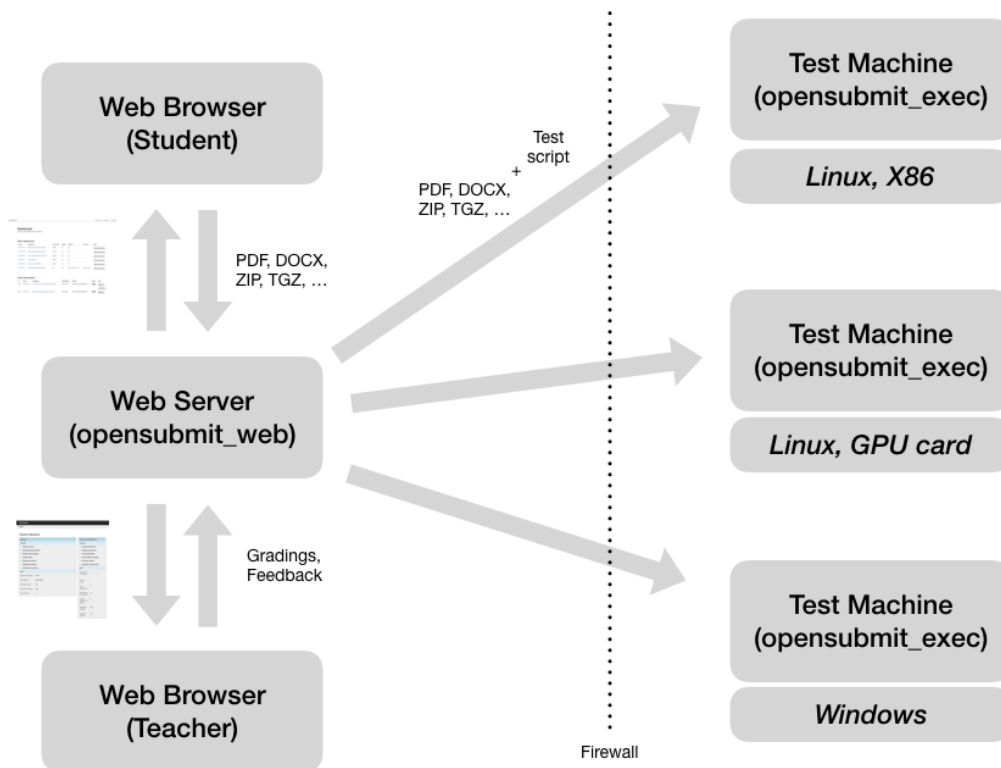 Web Browser
(Student)
PDF, DOCX,
ZIP, TGZ, …
Web Server
(opensubmit_web)
Gradings,
Feedback
Web Browser
(Teacher)
Test
script
+
PDF, DOCX,
ZIP, TGZ, …
Firewall
Test Machine
(opensubmit_exec)
Linux, X86
Test Machine
(opensubmit_exec)
Linux, GPU card
Test Machine
(opensubmit_exec)
Windows